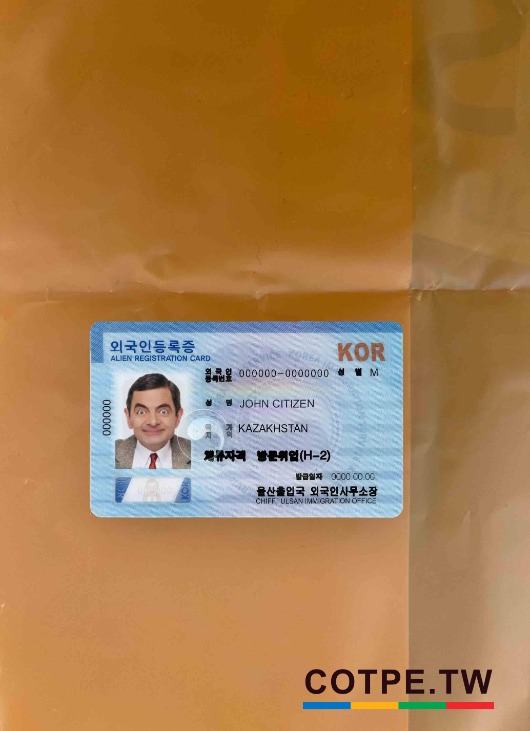 외국인등록증
ALIEN REGISTRATION CARD
KOR
외국인
등록번호 000000-0000000 성별 M
000000
성명 JOHN CITIZEN
국가
지역 KAZAKHSTAN
체류자격 방문취업(H-2)
발급일자 0000.00.00
울산출입국 외국인사무소장
CHIEF, ULSAN IMMIGRATION OFFICE
COTPE.TW